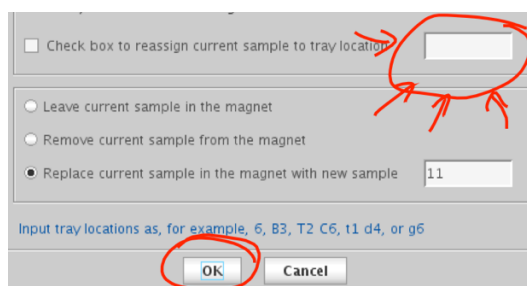 Check box to reassign current sample to tray location
Leave current sample in the magnet
Remove current sample from the magnet
Replace current sample in the magnet with new sample 11
Input tray locations as, for example, 6, B3, T2 C6, t1 d4, or g6
OK Cancel